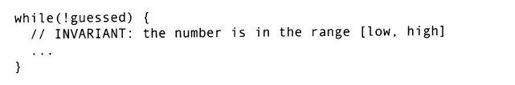 while(!guessed) {
// INVARIANT: the number is in the range [low, high]
...
}